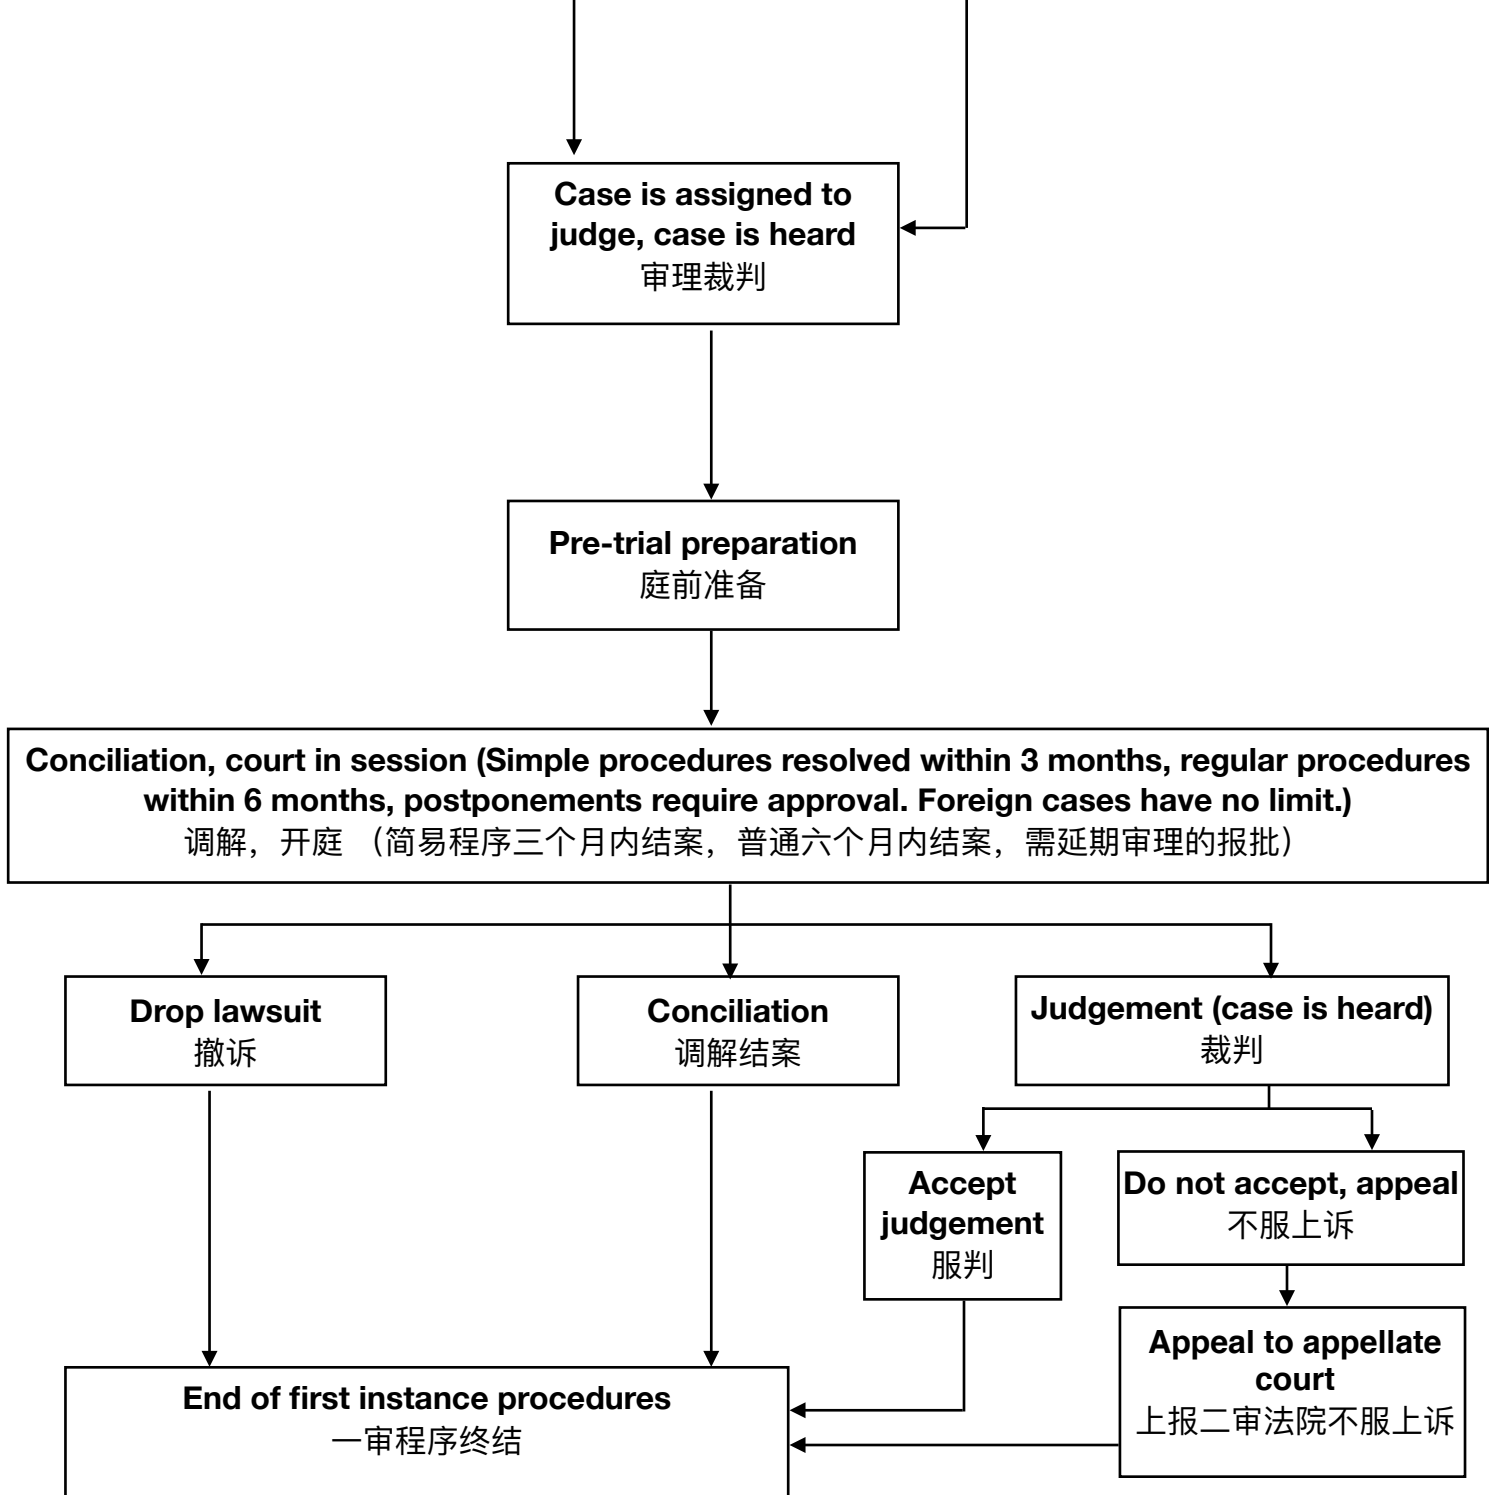 Case is assigned to
judge, case is heard
审理裁判
Pre-trial preparation
庭前准备
Conciliation, court in session (Simple procedures resolved within 3 months, regular procedures
within 6 months, postponements require approval. Foreign cases have no limit.)
调解，开庭 （简易程序三个月内结案，普通六个月内结案，需延期审理的报批）
Drop lawsuit
撤诉
Conciliation
调解结案
Judgement (case is heard)
裁判
Accept
judgement
服判
Do not accept, appeal
不服上诉
Appeal to appellate
court
上报二审法院不服上诉
End of first instance procedures
一审程序终结